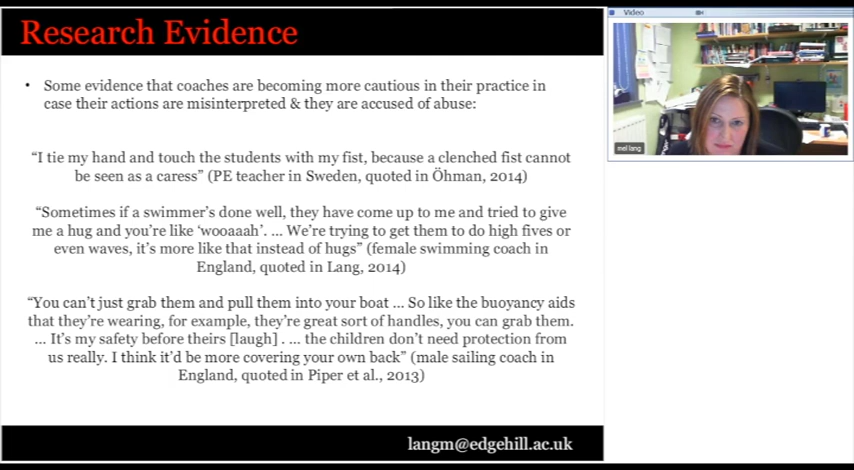 Research Evidence
Video
• Some evidence that coaches are becoming more cautious in their practice in
case their actions are misinterpreted & they are accused of abuse:
“I tie my hand and touch the students with my fist, because a clenched fist cannot
be seen as a caress” (PE teacher in Sweden, quoted in Öhman, 2014)
“Sometimes if a swimmer’s done well, they have come up to me and tried to give
me a hug and you’re like ‘wooaaah’. ... We’re trying to get them to do high fives or
even waves, it’s more like that instead of hugs” (female swimming coach in
England, quoted in Lang, 2014)
“You can’t just grab them and pull them into your boat ... So like the buoyancy aids
that they’re wearing, for example, they’re great sort of handles, you can grab them.
... It’s my safety before theirs [laugh] . ... the children don’t need protection from
us really. I think it’d be more covering your own back” (male sailing coach in
England, quoted in Piper et al., 2013)
langm@edgehill.ac.uk
mel lang